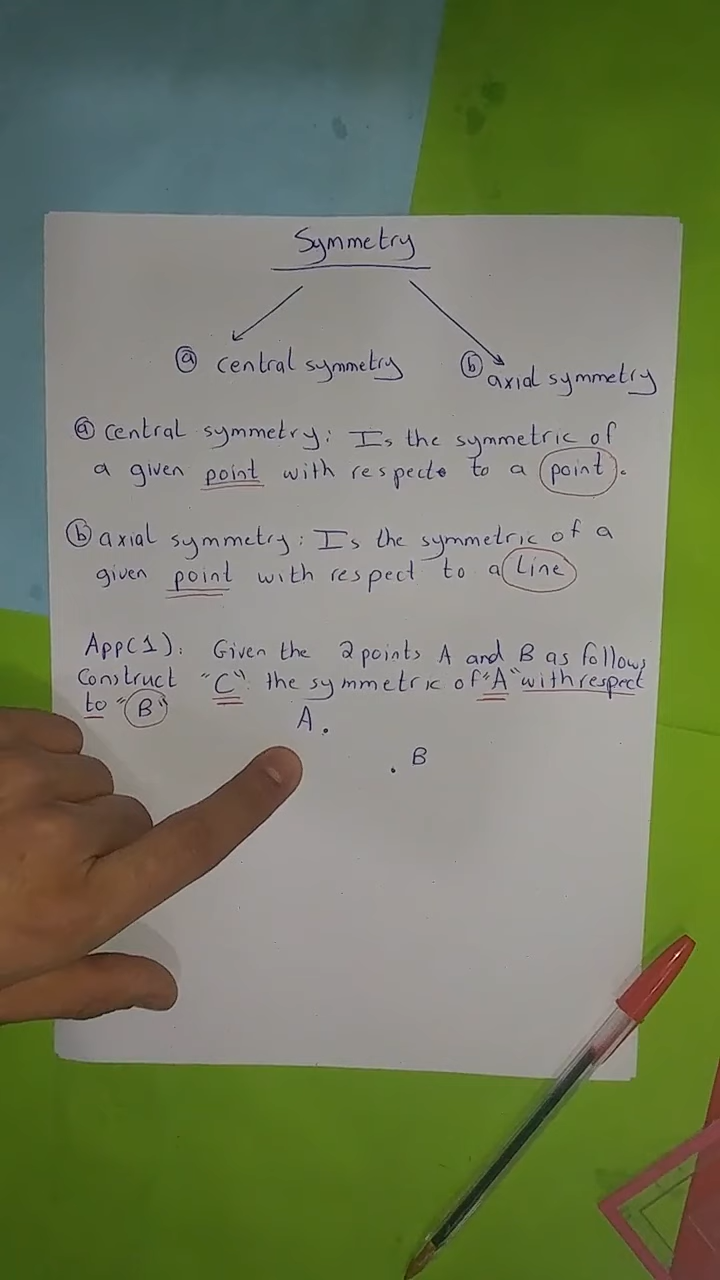 Symmetry
ⓐ central symmetry
ⓑ axial symmetry
ⓐ central symmetry: Is the symmetric of
a given point with respect to a point.
ⓑ axial symmetry: Is the symmetric of a
given point with respect to a Line
App(1): Given the 2 points A and B as follows
Construct "C" the symmetric of "A" with respect
to "B"
A.
. B